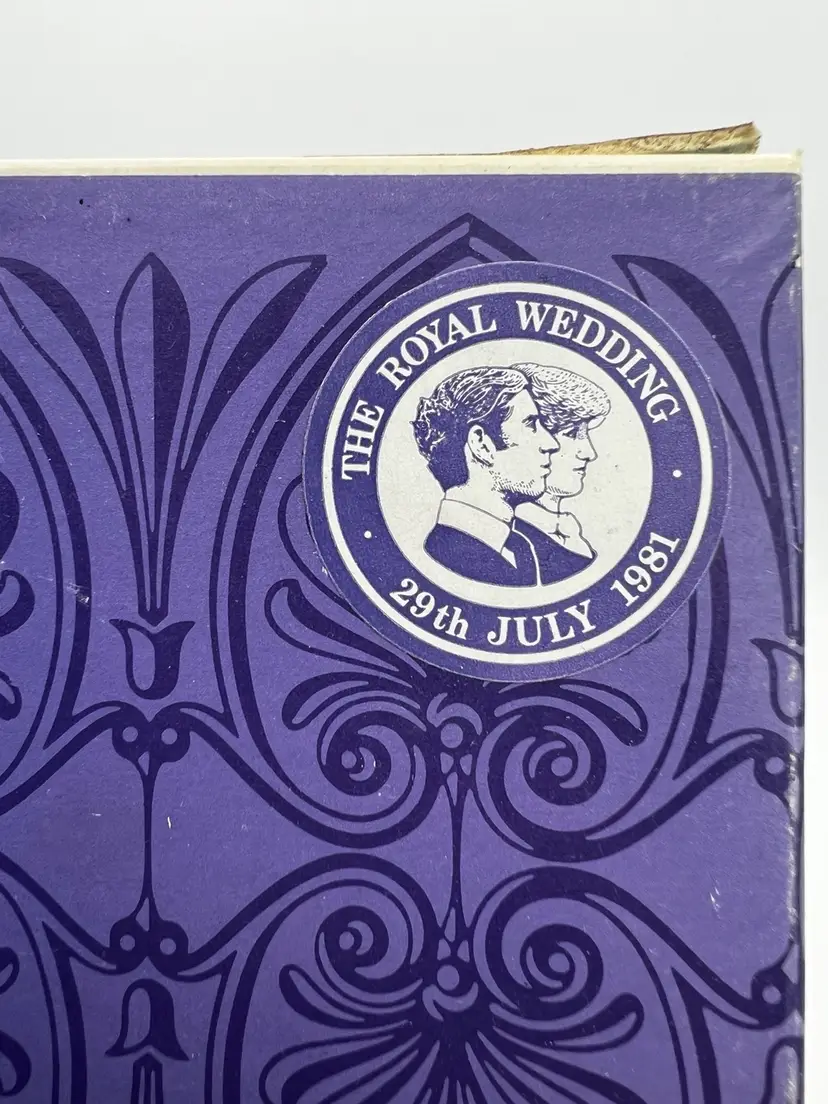 THE ROYAL WEDDING
29th JULY 1981